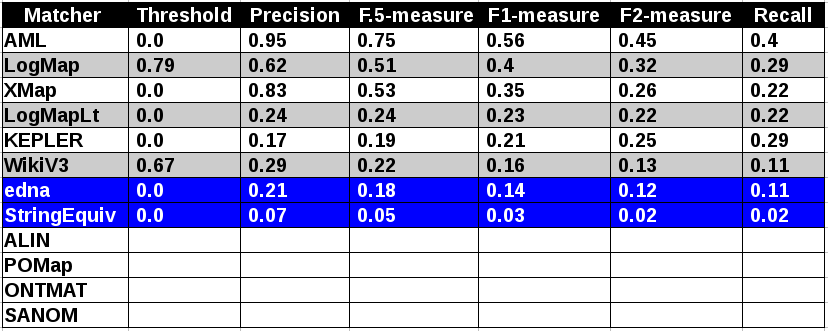 Matcher Threshold Precision F.5-measure F1-measure F2-measure Recall
AML 0.0 0.95 0.75 0.56 0.45 0.4
LogMap 0.79 0.62 0.51 0.4 0.32 0.29
XMap 0.0 0.83 0.53 0.35 0.26 0.22
LogMapLt 0.0 0.24 0.24 0.23 0.22 0.22
KEPLER 0.0 0.17 0.19 0.21 0.25 0.29
WikiV3 0.67 0.29 0.22 0.16 0.13 0.11
edna 0.0 0.21 0.18 0.14 0.12 0.11
StringEquiv 0.0 0.07 0.05 0.03 0.02 0.02
ALIN
POMap
ONTMAT
SANOM